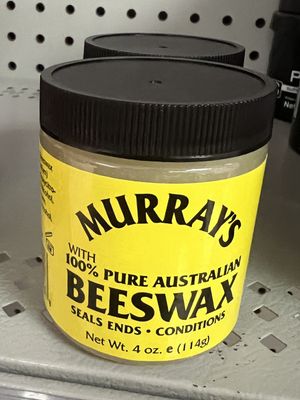 MURRAY'S
WITH
100% PURE AUSTRALIAN
BEESWAX
SEALS ENDS • CONDITIONS
Net Wt. 4 oz. e (114g)